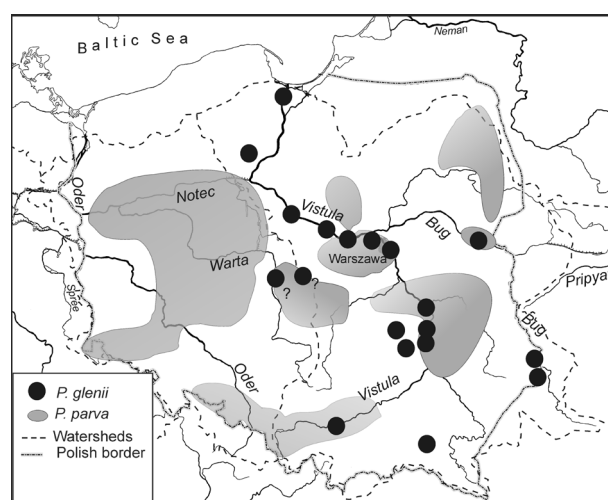 Baltic Sea
Neman
Oder
Notec
Vistula
Bug
Warszawa
Warta
Pripya
Spree
? ?
Bug
Oder
Vistula
P. glenii
P. parva
Watersheds
Polish border